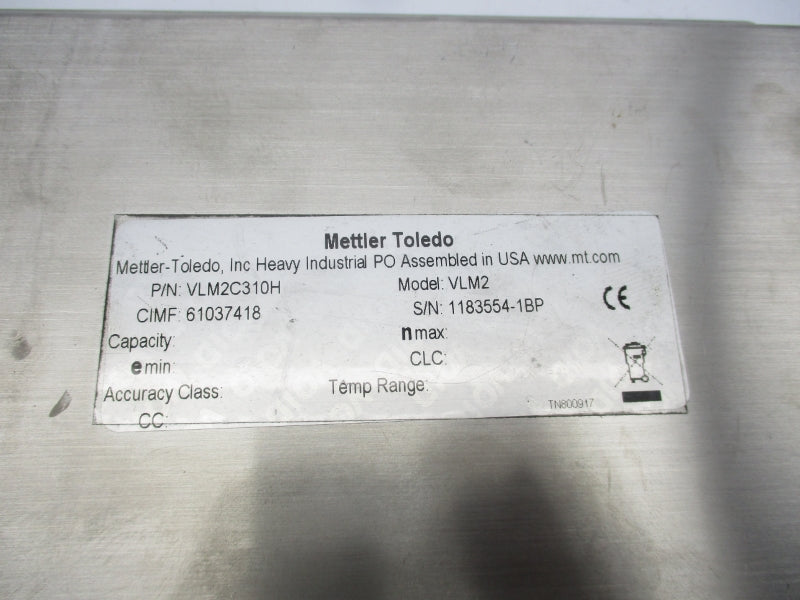 Mettler Toledo
Mettler-Toledo, Inc Heavy Industrial PO Assembled in USA www.mt.com
P/N: VLM2C310H Model: VLM2
CIMF: 61037418 S/N: 1183554-1BP
CE
Capacity: nmax:
emin: CLC:
Accuracy Class: Temp Range:
CC: TN800917